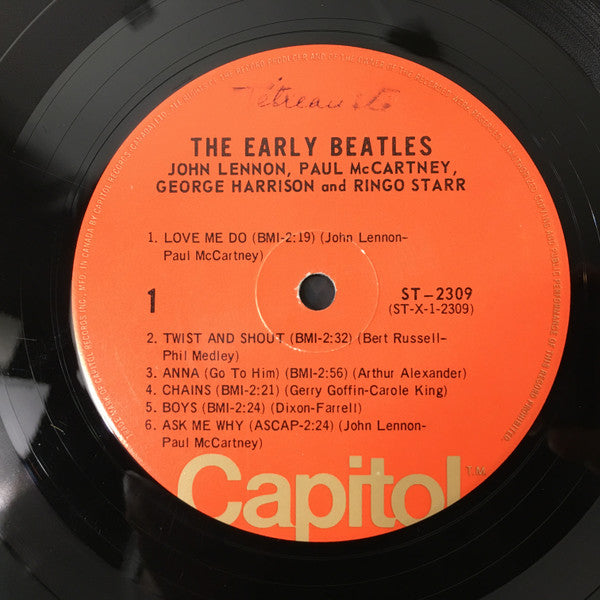 THE EARLY BEATLES
JOHN LENNON, PAUL McCARTNEY,
GEORGE HARRISON and RINGO STARR
1. LOVE ME DO (BMI-2:19) (John Lennon-
Paul McCartney)
1
ST-2309
(ST-X-1-2309)
2. TWIST AND SHOUT (BMI-2:32) (Bert Russell-
Phil Medley)
3. ANNA (Go To Him) (BMI-2:56) (Arthur Alexander)
4. CHAINS (BMI-2:21) (Gerry Goffin-Carole King)
5. BOYS (BMI-2:24) (Dixon-Farrell)
6. ASK ME WHY (ASCAP-2:24) (John Lennon-
Paul McCartney)
Capitol T.M.